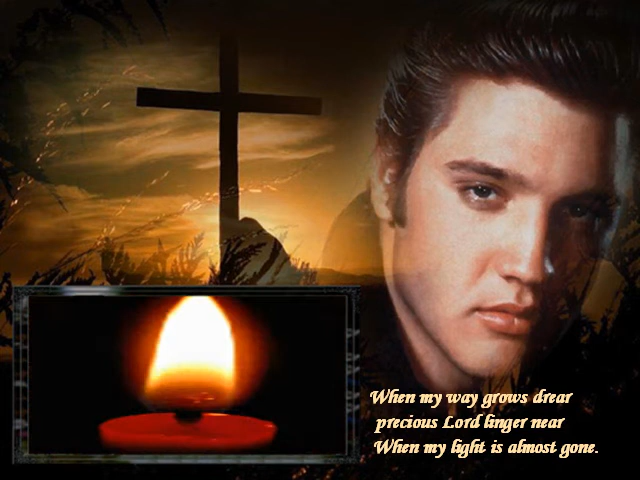 When my way grows drear
precious Lord linger near
When my light is almost gone.